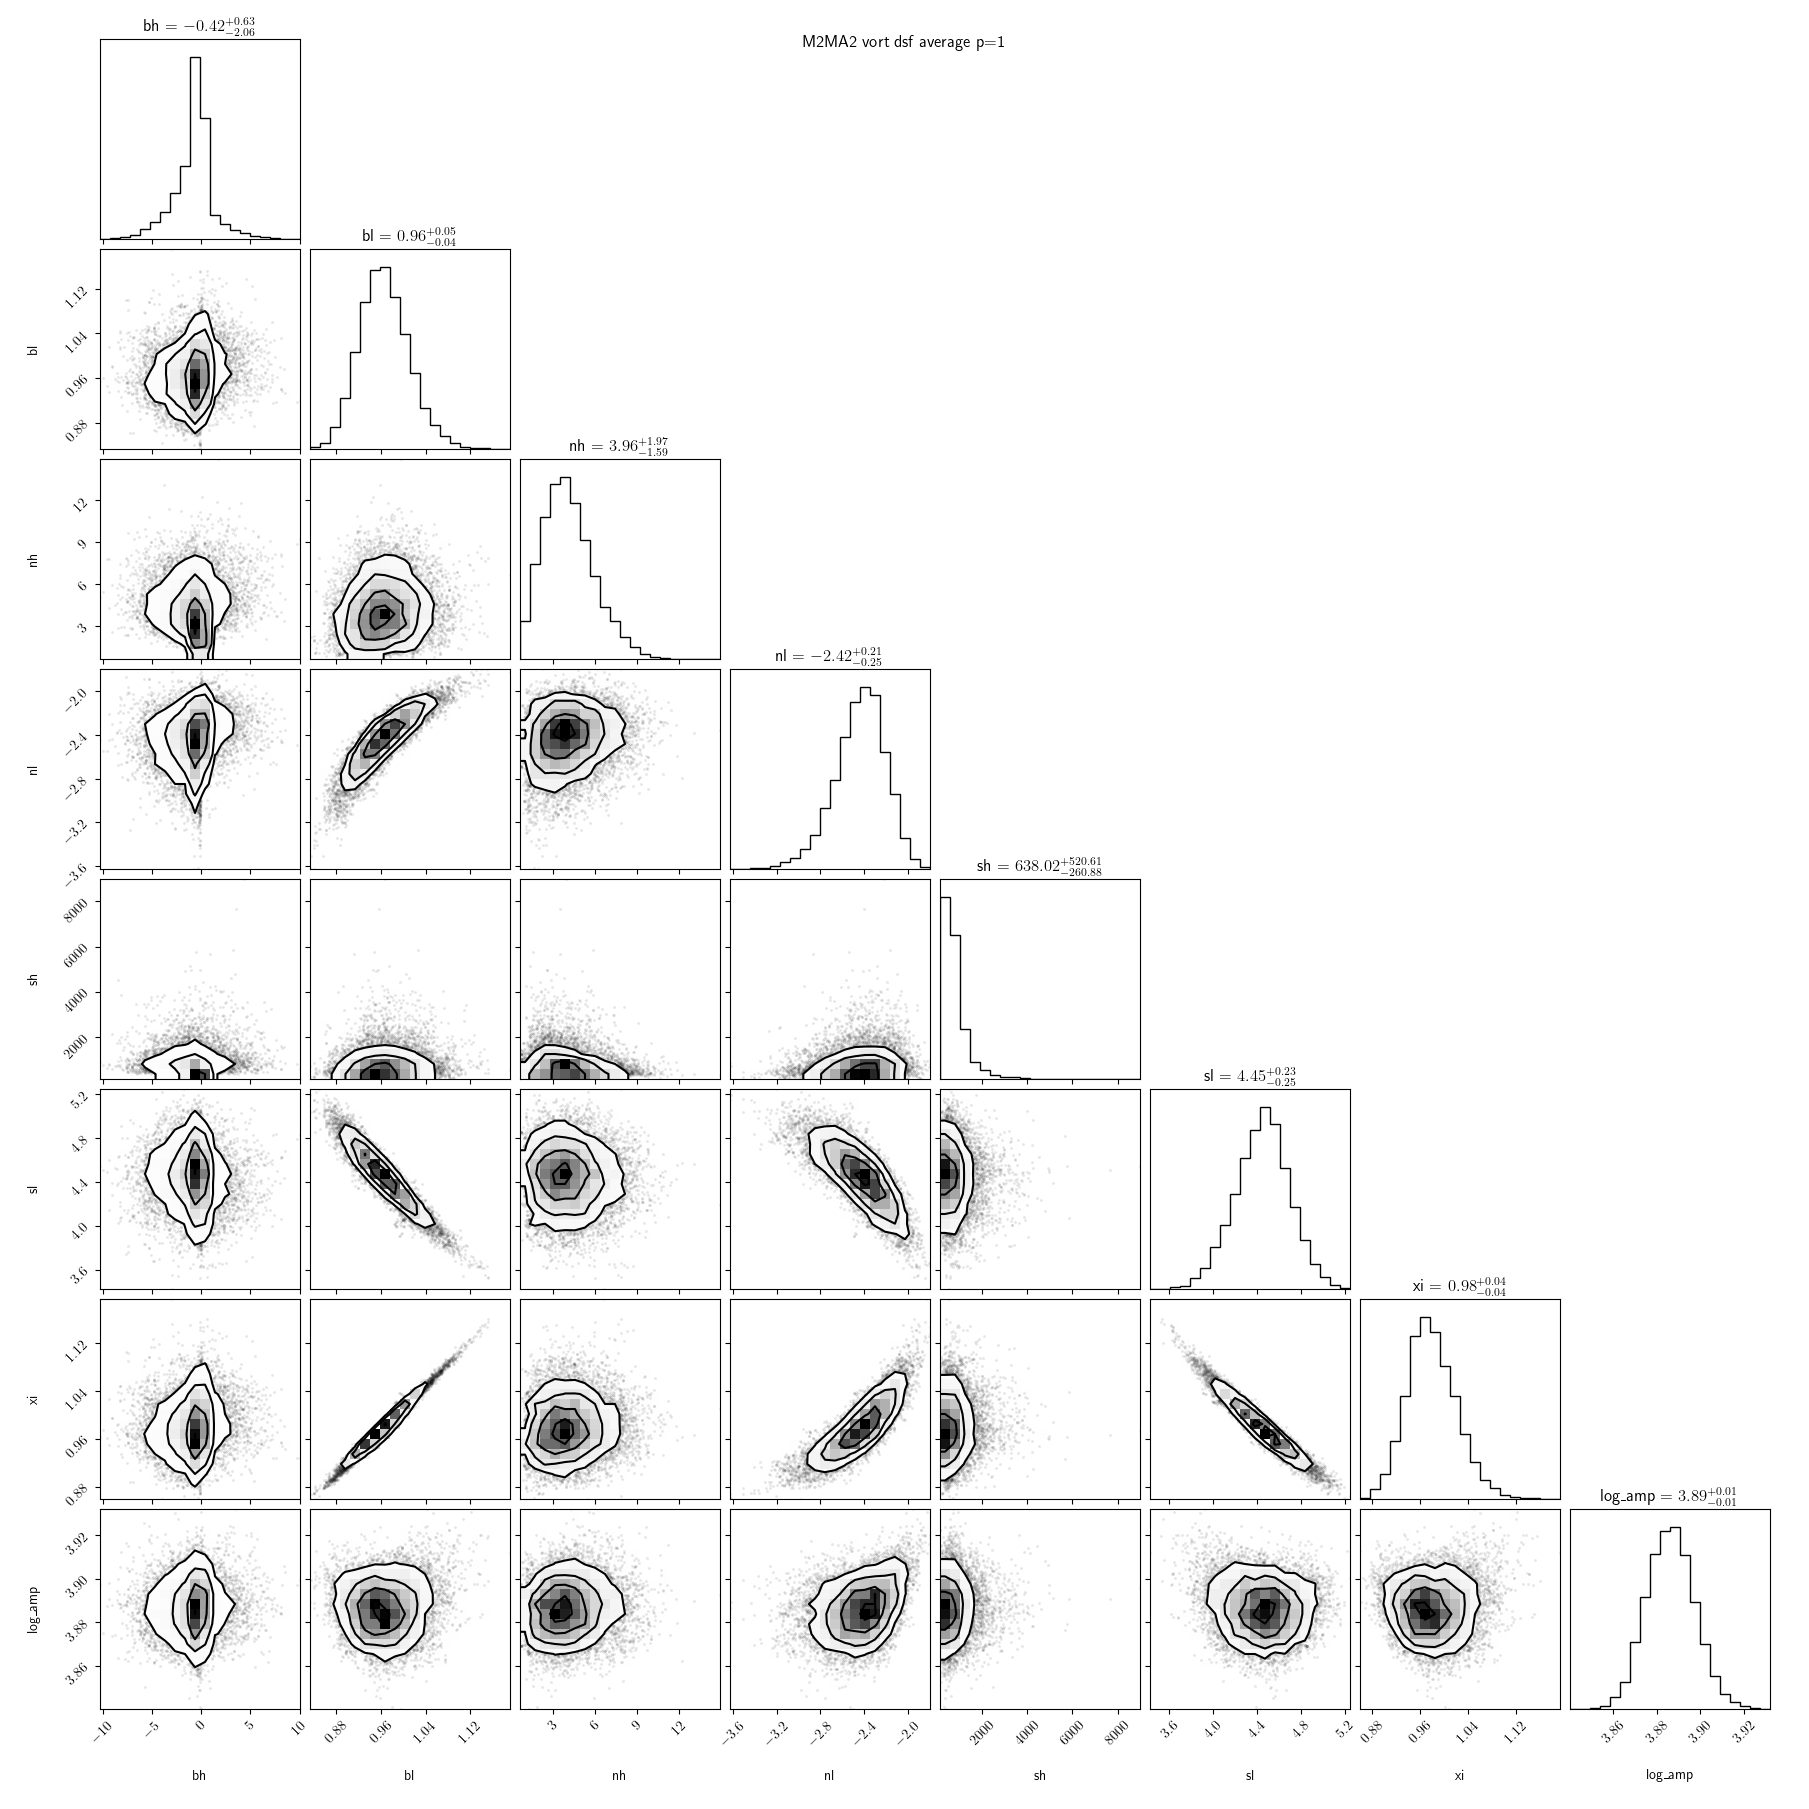 M2MA2 vort dsf average p=1
bh = −0.42+0.63 −2.06
bl = 0.96+0.05 −0.04
1.12
1.04
0.96
0.88
bl
nh = 3.96+1.97 −1.59
12
9
6
3
nh
nl = −2.42+0.21 −0.25
−2.0
−2.4
−2.8
−3.2
−3.6
nl
sh = 638.02+520.61 −260.88
8000
6000
4000
2000
sh
sl = 4.45+0.23 −0.25
5.2
4.8
4.4
4.0
3.6
sl
xi = 0.98+0.04 −0.04
1.12
1.04
0.96
0.88
xi
log_amp = 3.89+0.01 −0.01
3.92
3.90
3.88
3.86
log_amp
−10 −5 0 5 10 0.88 0.96 1.04 1.12 3 6 9 12 −3.6 −3.2 −2.8 −2.4 −2.0 2000 4000 6000 8000 3.6 4.0 4.4 4.8 5.2 0.88 0.96 1.04 1.12 3.86 3.88 3.90 3.92
bh bl nh nl sh sl xi log_amp